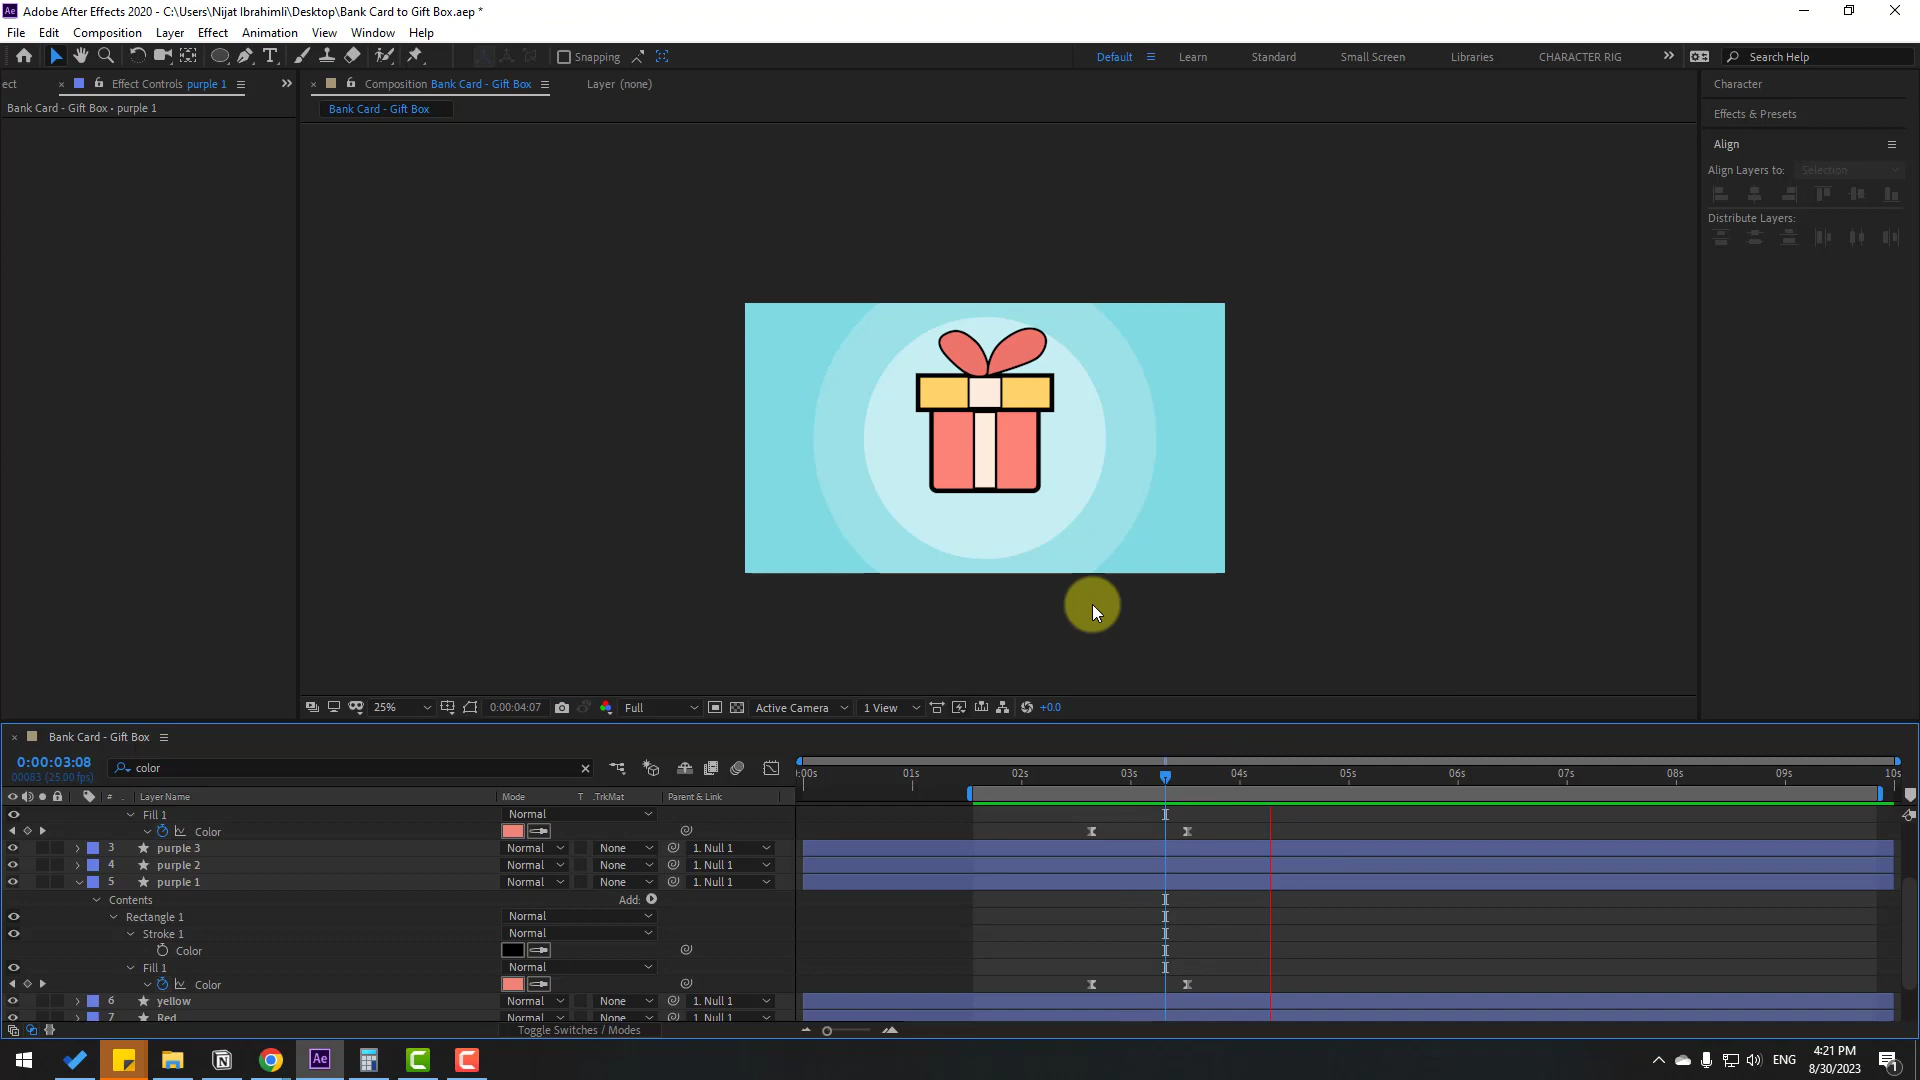 Adobe After Effects 2020 - C:\Users\Nijat Ibrahimli\Desktop\Bank Card to Gift Box.aep *
File Edit Composition Layer Effect Animation View Window Help
Snapping
Default Learn Standard Small Screen Libraries CHARACTER RIG Search Help
ect Effect Controls purple 1 Composition Bank Card - Gift Box Layer (none) Character
Bank Card - Gift Box • purple 1 Bank Card - Gift Box
Effects & Presets
Align
Align Layers to: Selection
Distribute Layers:
25% 0:00:04:07 Full Active Camera 1 View +0.0
Bank Card - Gift Box
0:00:03:08 color
00083 (25.00 fps)
:00s 01s 02s 03s 04s 05s 06s 07s 08s 09s 10s
# Layer Name Mode T .TrkMat Parent & Link
Fill 1 Normal
Color
3 purple 3 Normal None 1. Null 1
4 purple 2 Normal None 1. Null 1
5 purple 1 Normal None 1. Null 1
Contents Add:
Rectangle 1 Normal
Stroke 1 Normal
Color
Fill 1 Normal
Color
6 yellow Normal None 1. Null 1
7 Red Normal None 1. Null 1
Toggle Switches / Modes
ENG 4:21 PM
8/30/2023